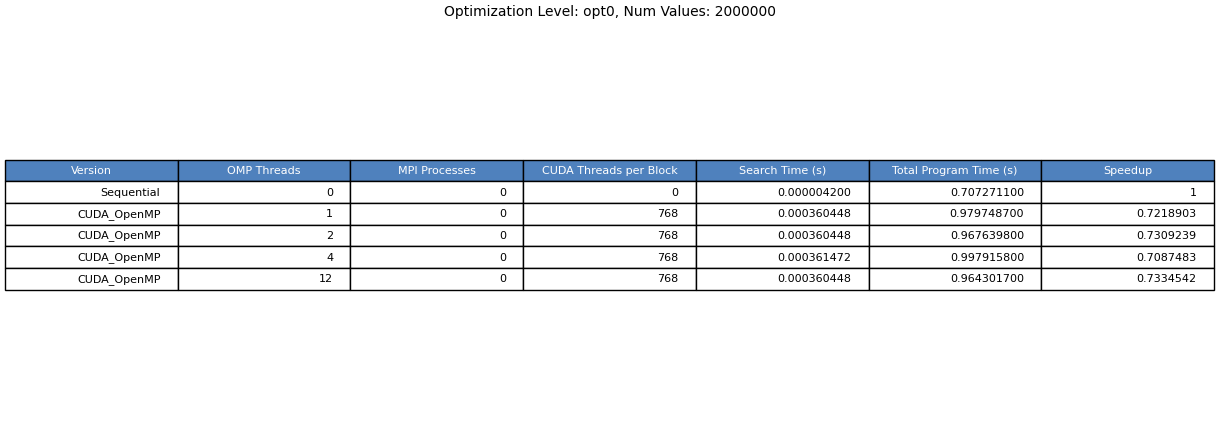 Optimization Level: opt0, Num Values: 2000000
Version OMP Threads MPI Processes CUDA Threads per Block Search Time (s) Total Program Time (s) Speedup
Sequential 0 0 0 0.000004200 0.707271100 1
CUDA_OpenMP 1 0 768 0.000360448 0.979748700 0.7218903
CUDA_OpenMP 2 0 768 0.000360448 0.967639800 0.7309239
CUDA_OpenMP 4 0 768 0.000361472 0.997915800 0.7087483
CUDA_OpenMP 12 0 768 0.000360448 0.964301700 0.7334542